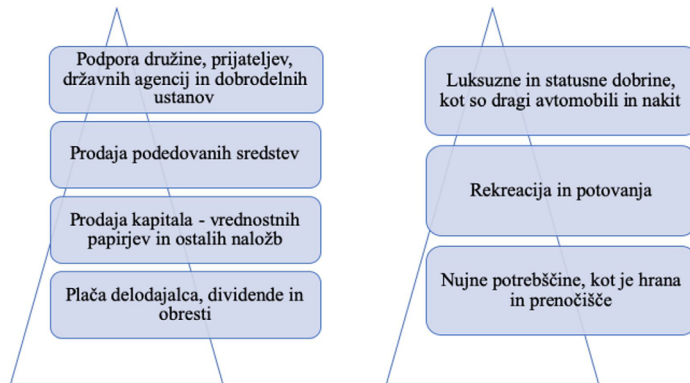 Podpora družine, prijateljev,
državnih agencij in dobrodelnih
ustanov
Prodaja podedovanih sredstev
Prodaja kapitala - vrednostnih
papirjev in ostalih naložb
Plača delodajalca, dividende in
obresti
Luksuzne in statusne dobrine,
kot so dragi avtomobili in nakit
Rekreacija in potovanja
Nujne potrebščine, kot je hrana
in prenočišče